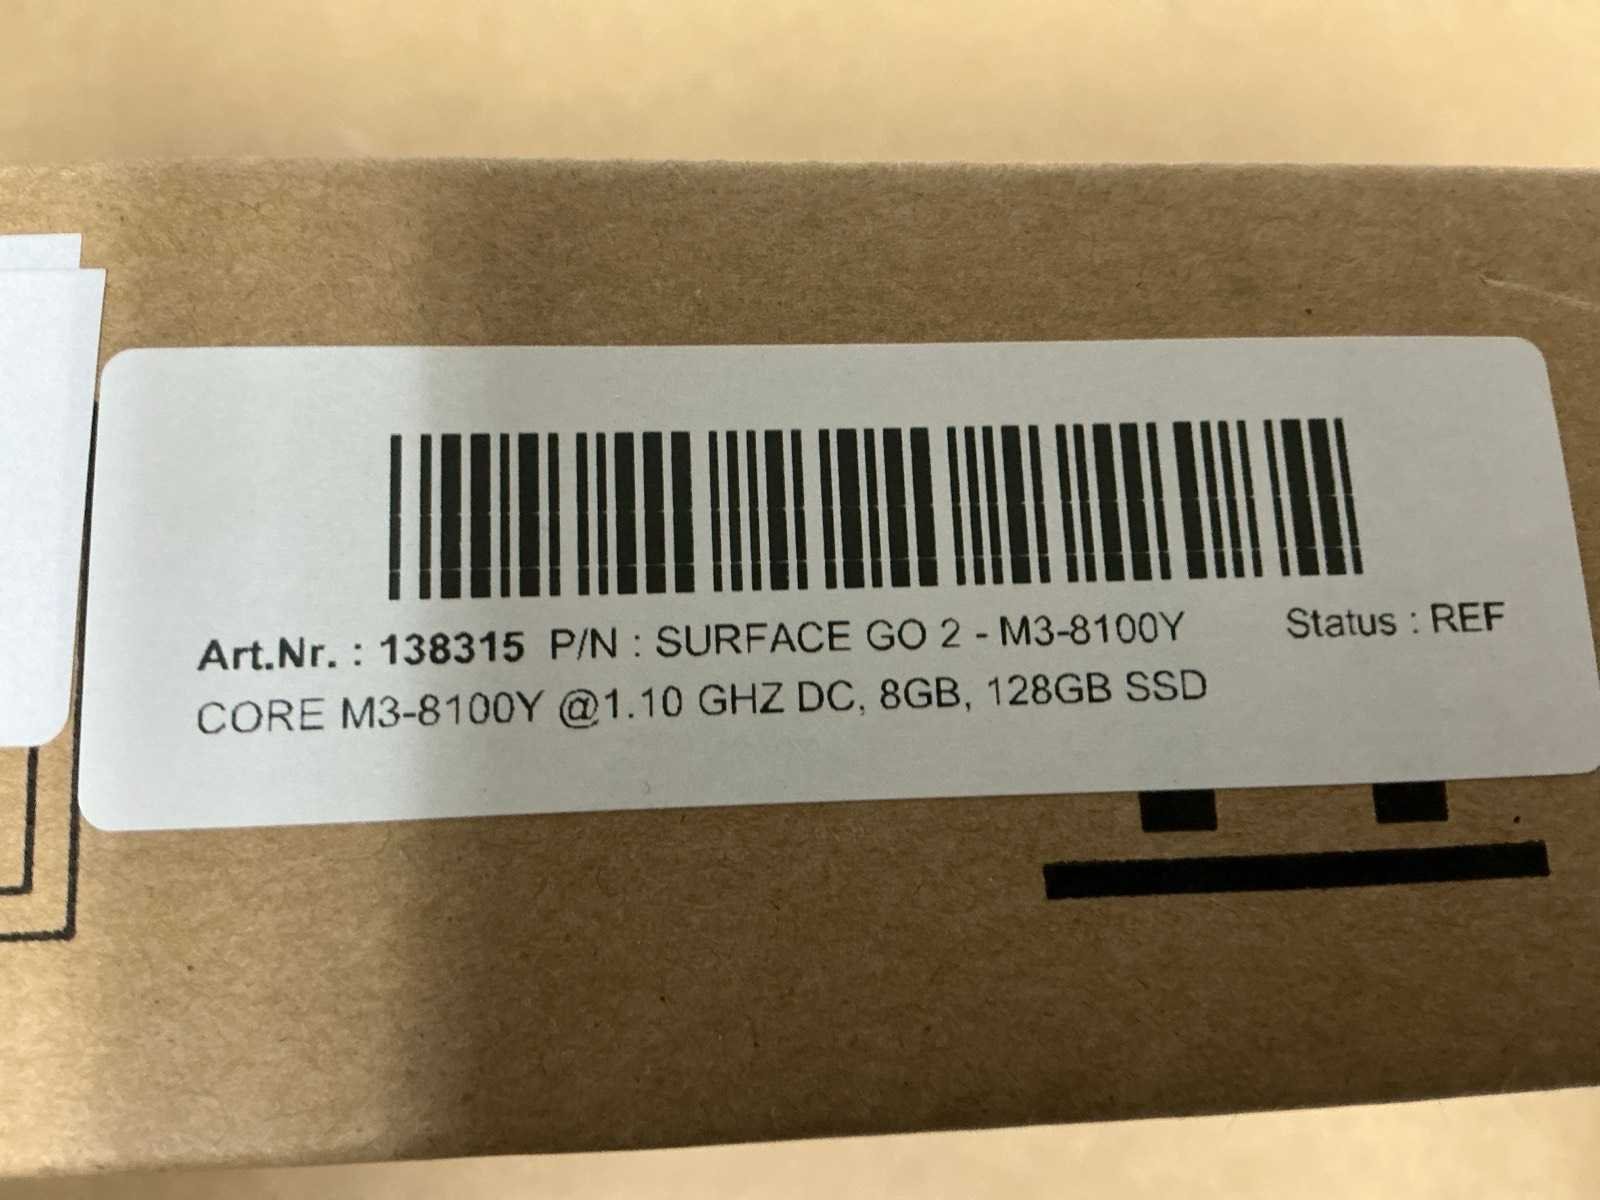 Art.Nr. : 138315 P/N : SURFACE GO 2 - M3-8100Y Status : REF
CORE M3-8100Y @1.10 GHZ DC, 8GB, 128GB SSD